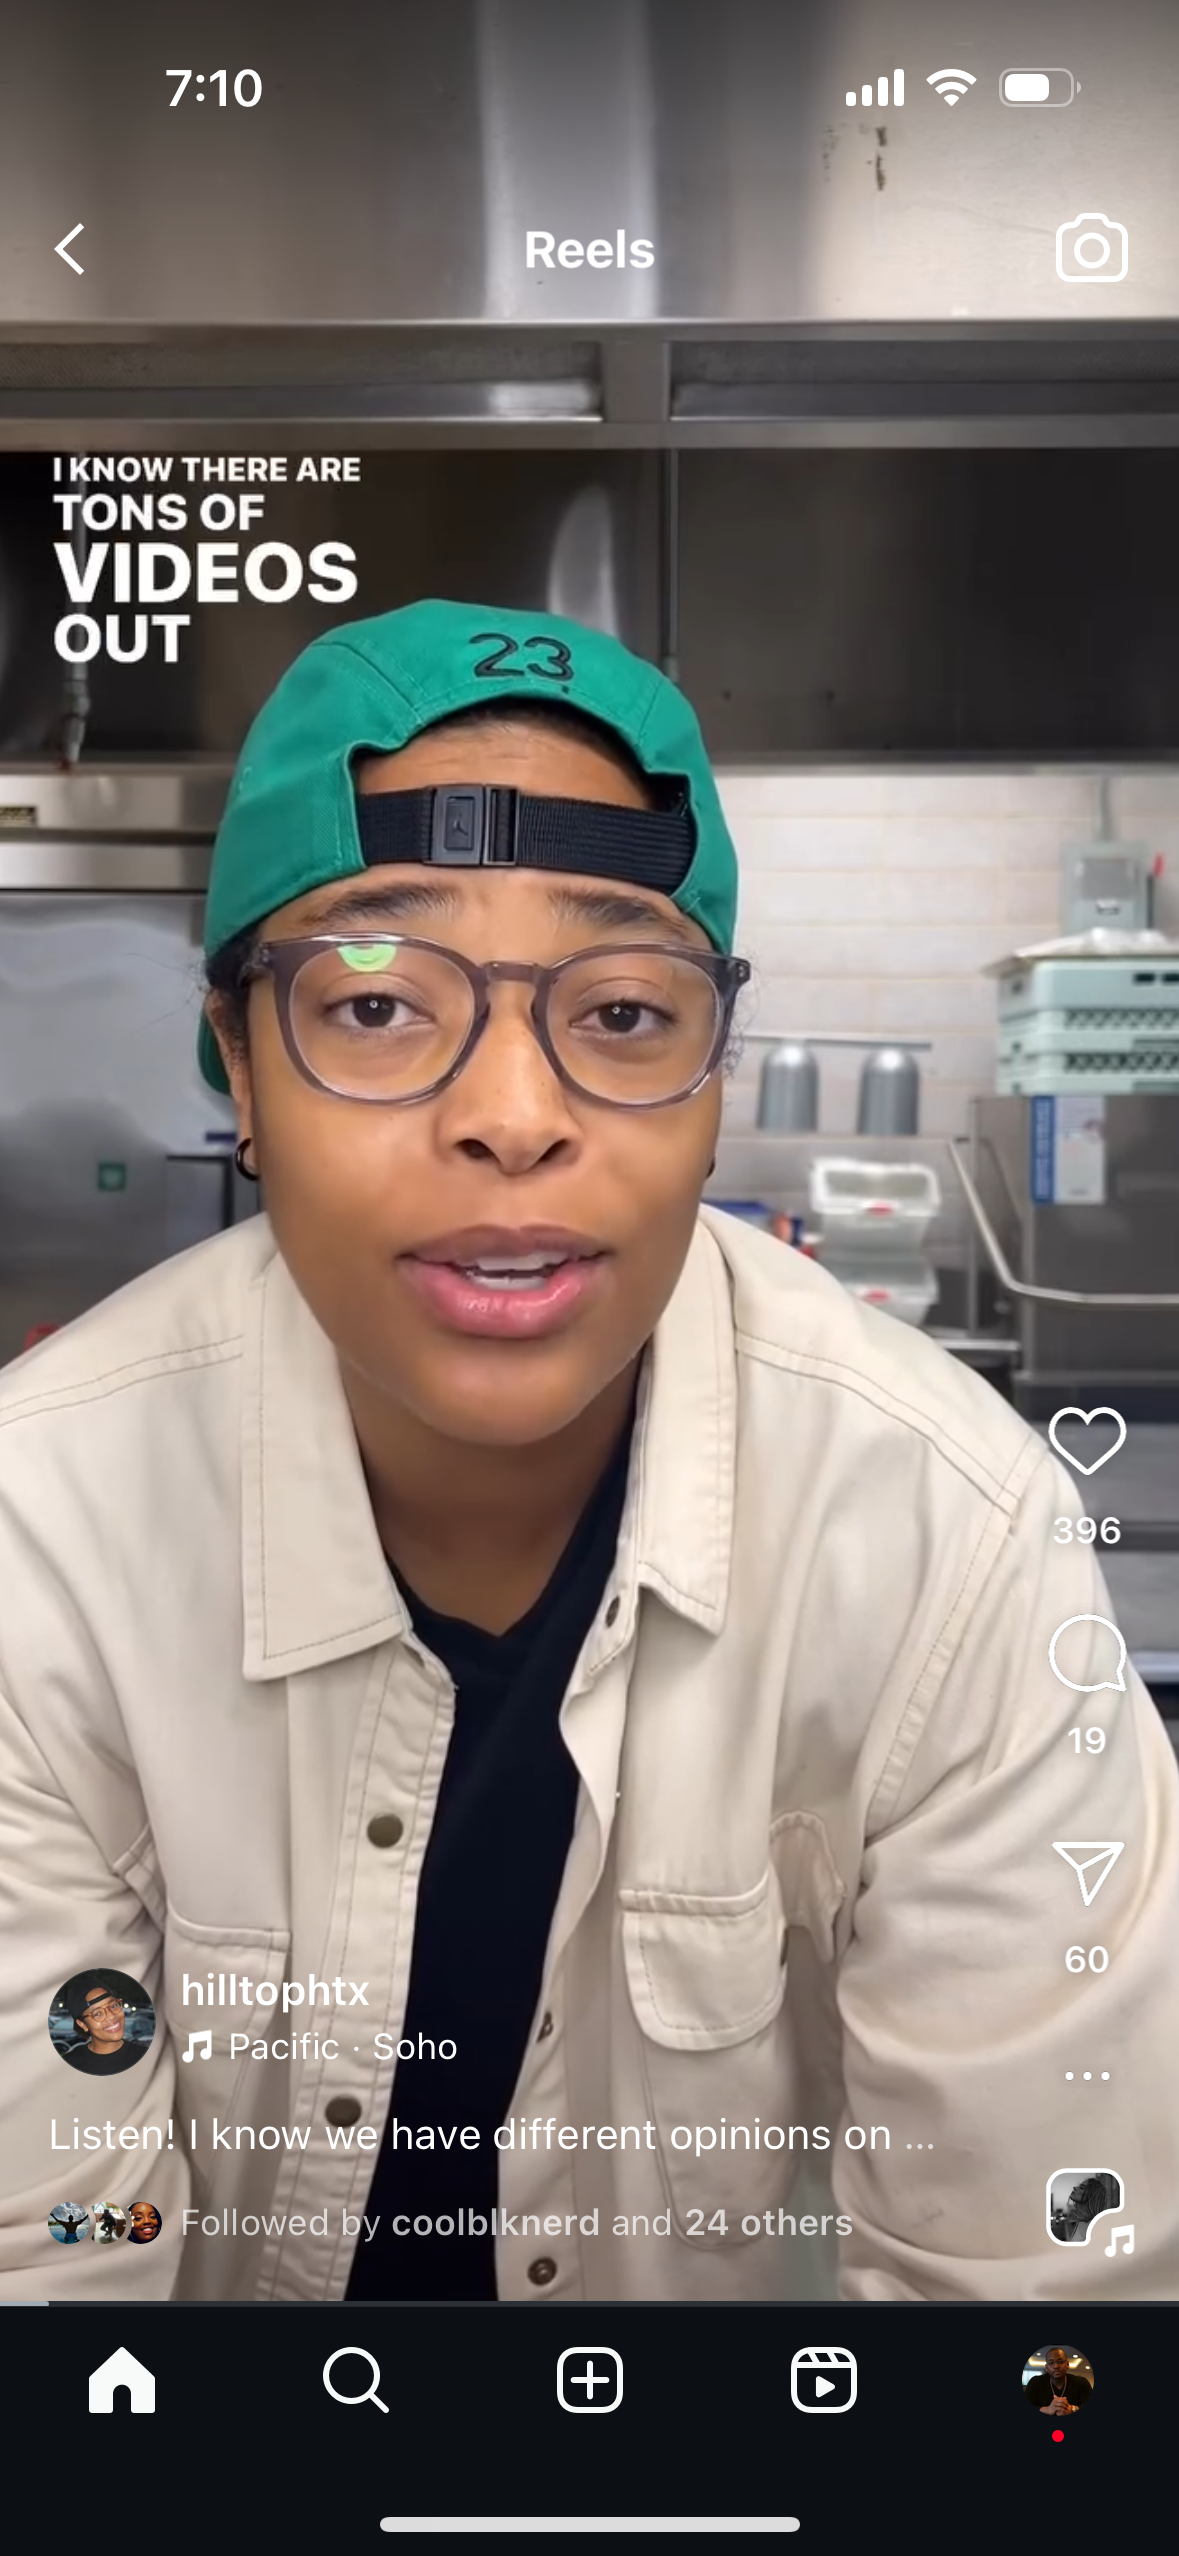 7:10
Reels
I KNOW THERE ARE
TONS OF
VIDEOS
OUT
23
396
19
60
hilltophtx
Pacific · Soho
Listen! I know we have different opinions on ...
Followed by coolblknerd and 24 others